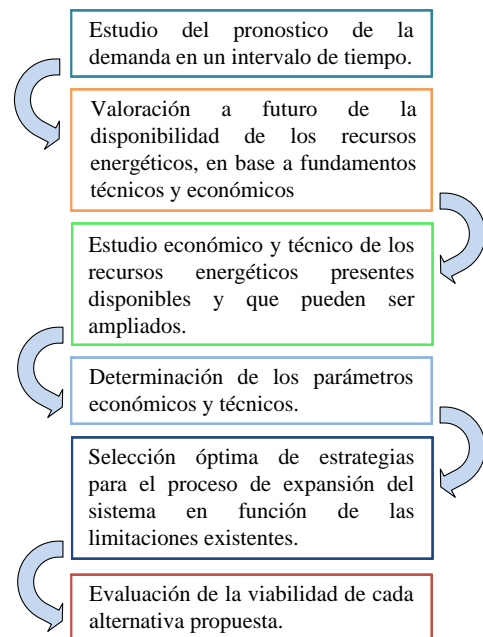 Estudio del pronostico de la
demanda en un intervalo de tiempo.
Valoración a futuro de la
disponibilidad de los recursos
energéticos, en base a fundamentos
técnicos y económicos
Estudio económico y técnico de los
recursos energéticos presentes
disponibles y que pueden ser
ampliados.
Determinación de los parámetros
económicos y técnicos.
Selección óptima de estrategias
para el proceso de expansión del
sistema en función de las
limitaciones existentes.
Evaluación de la viabilidad de cada
alternativa propuesta.